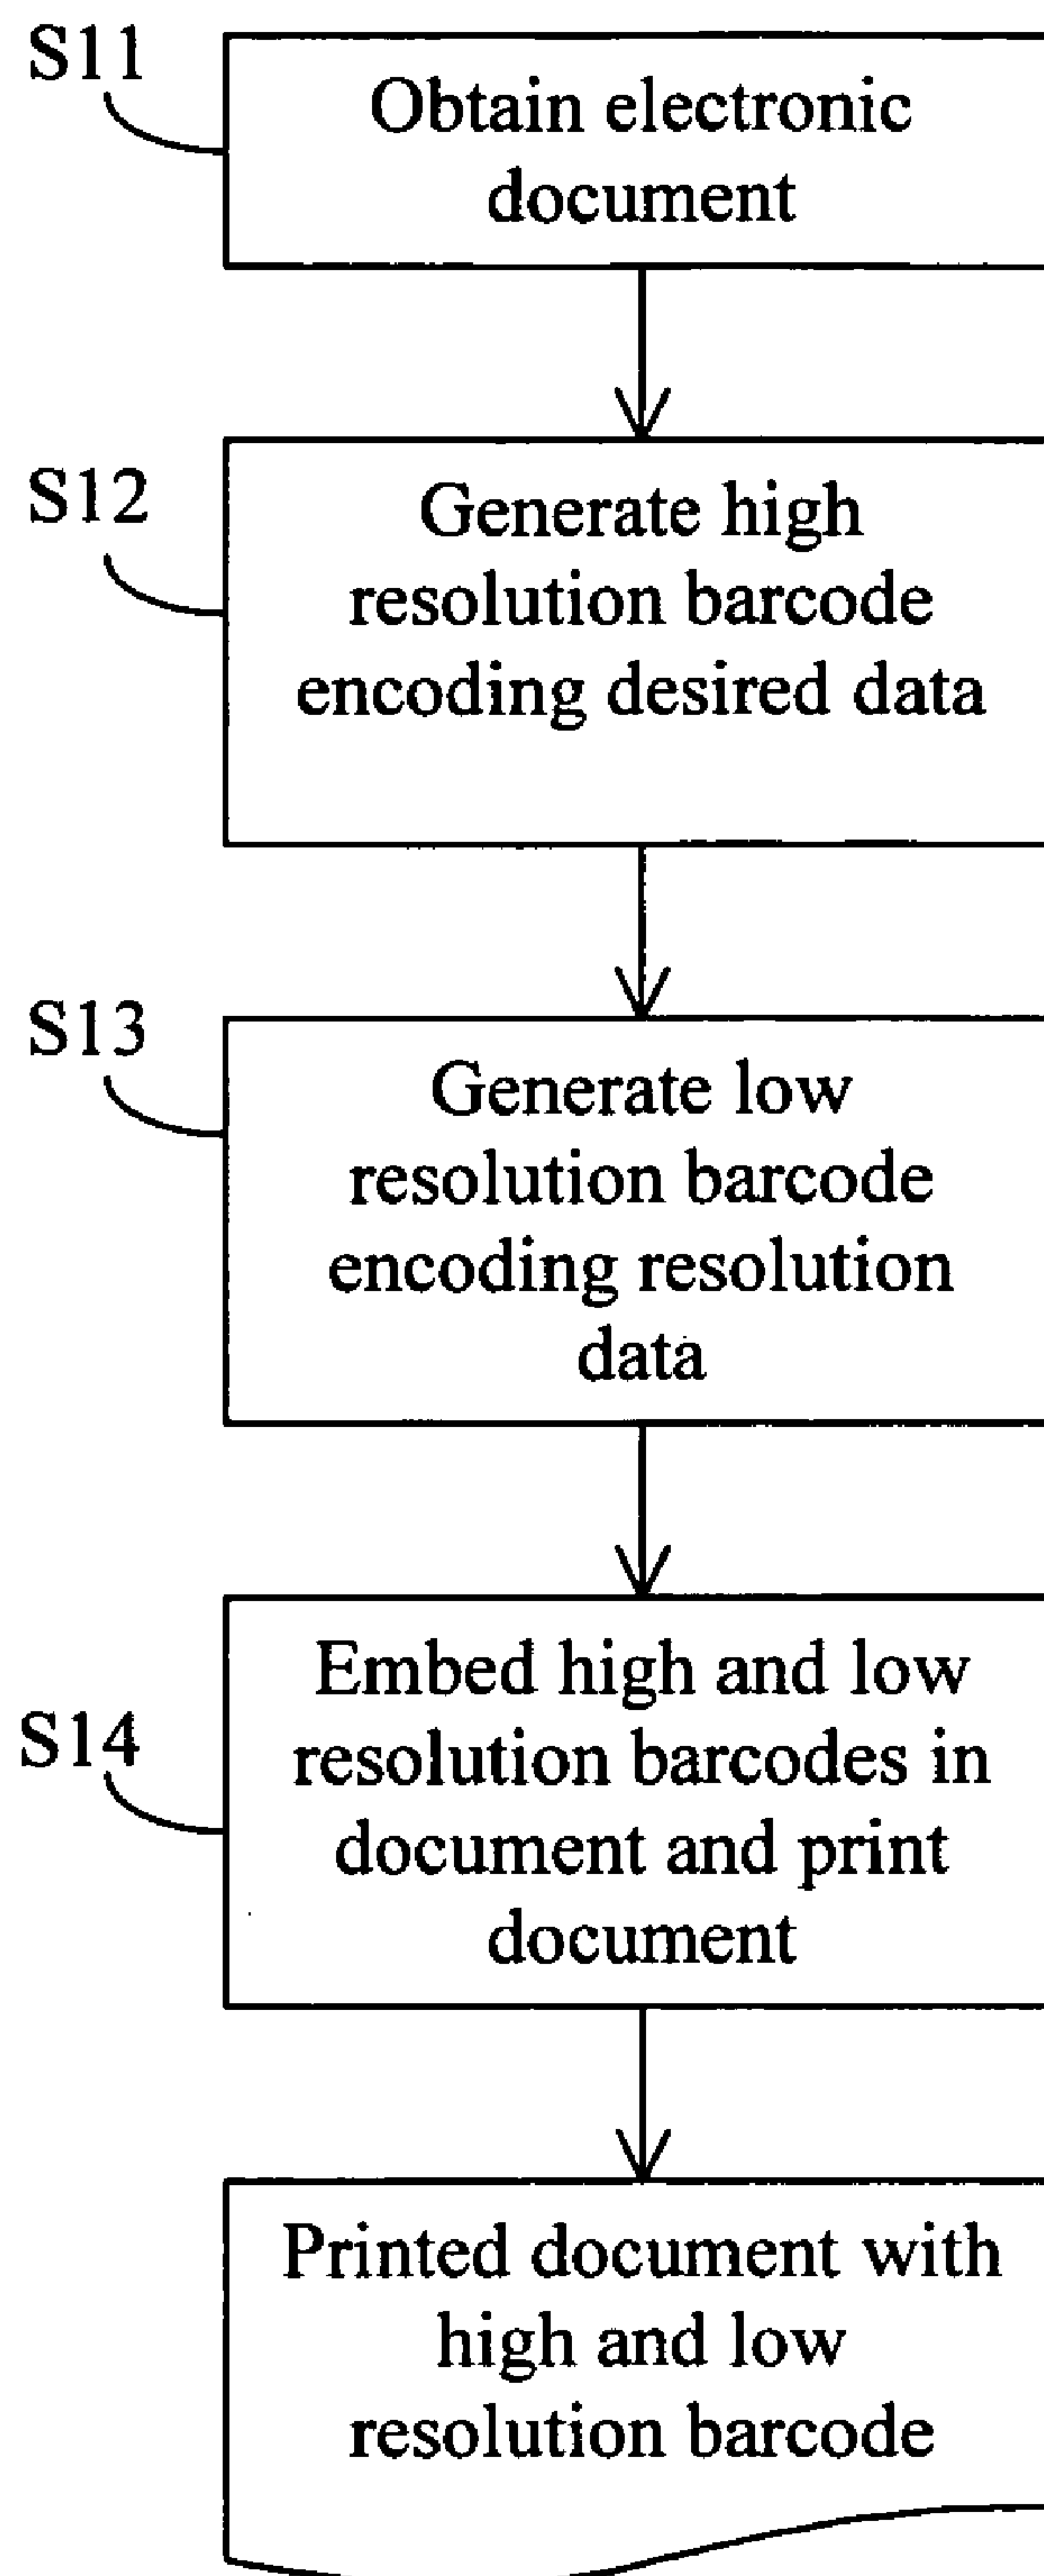 S11
Obtain electronic
document
S12
Generate high
resolution barcode
encoding desired data
S13
Generate low
resolution barcode
encoding resolution
data
S14
Embed high and low
resolution barcodes in
document and print
document
Printed document with
high and low
resolution barcode